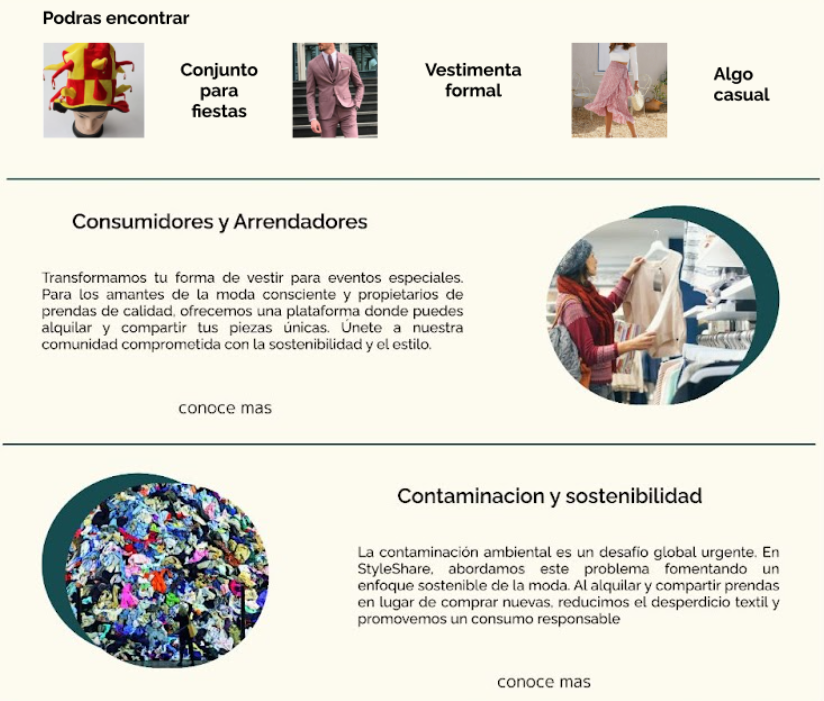 Podras encontrar
Conjunto
para
fiestas
Vestimenta
formal
Algo
casual
Consumidores y Arrendadores
Transformamos tu forma de vestir para eventos especiales.
Para los amantes de la moda consciente y propietarios de
prendas de calidad, ofrecemos una plataforma donde puedes
alquilar y compartir tus piezas únicas. Únete a nuestra
comunidad comprometida con la sostenibilidad y el estilo.
conoce mas
Contaminacion y sostenibilidad
La contaminación ambiental es un desafío global urgente. En
StyleShare, abordamos este problema fomentando un
enfoque sostenible de la moda. Al alquilar y compartir prendas
en lugar de comprar nuevas, reducimos el desperdicio textil y
promovemos un consumo responsable
conoce mas